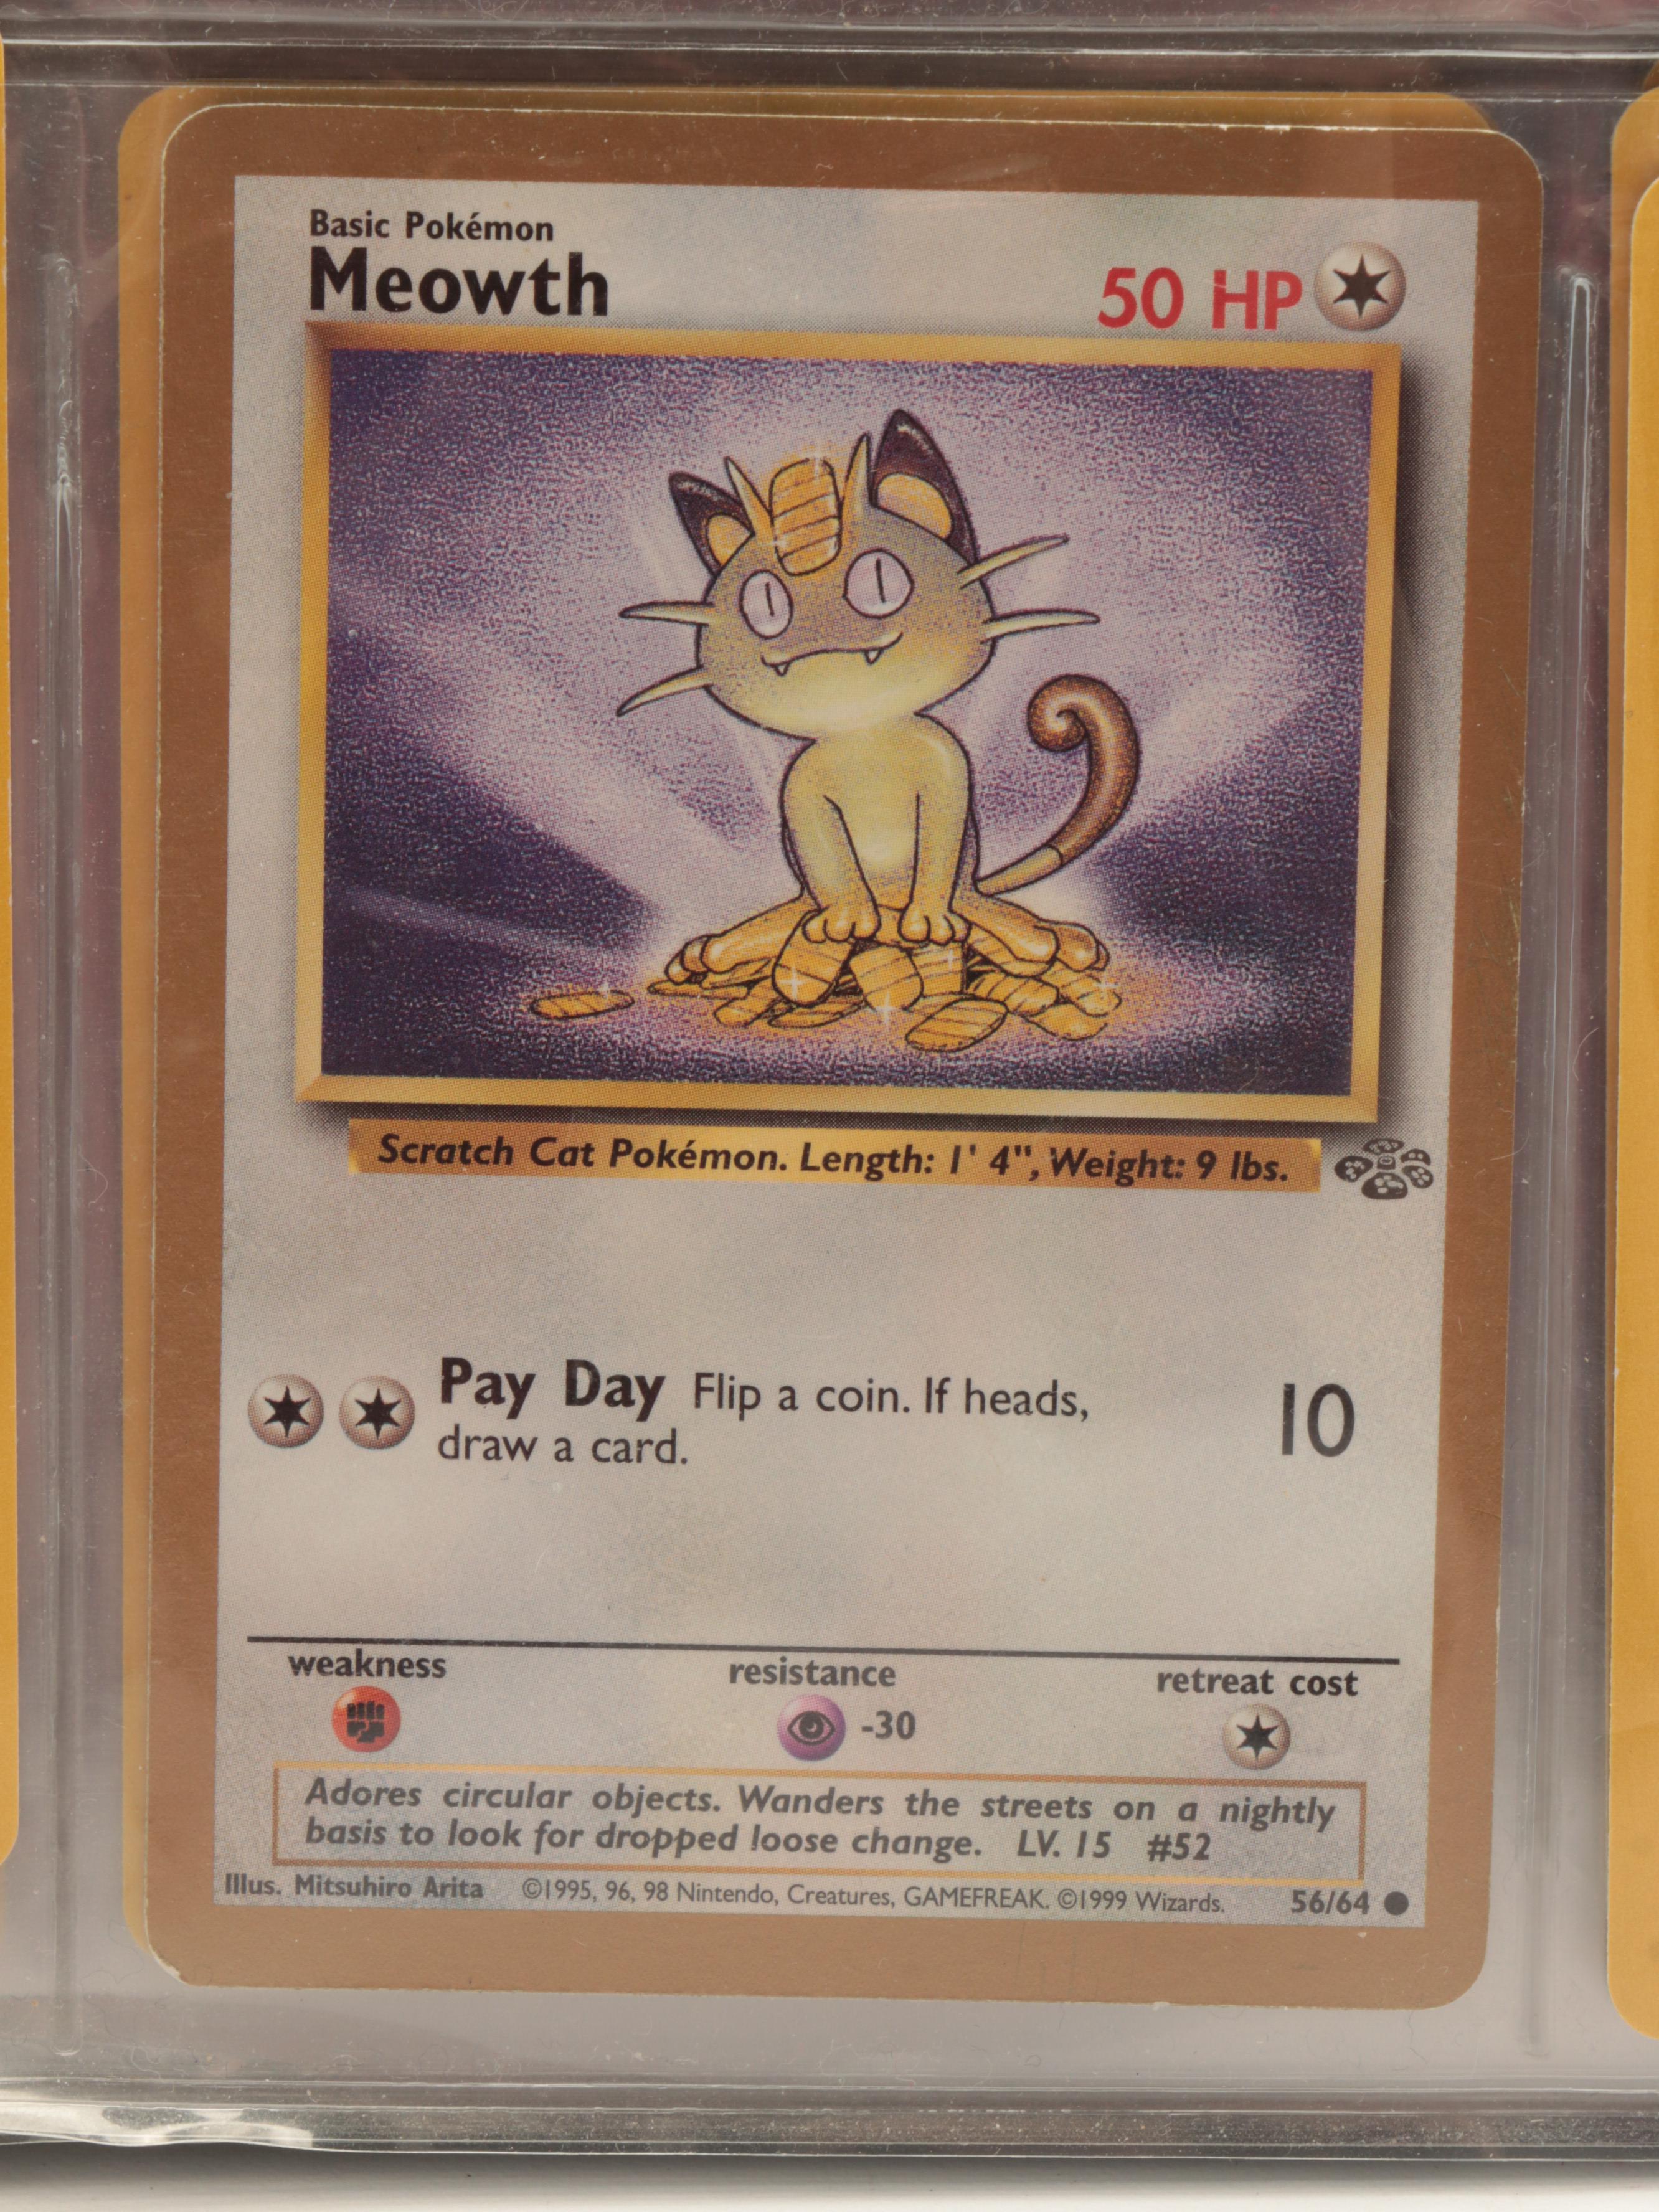 Basic Pokémon
Meowth
50 HP
Scratch Cat Pokémon. Length: 1' 4", Weight: 9 lbs.
Pay Day Flip a coin. If heads,
draw a card.
10
weakness
resistance
retreat cost
-30
Adores circular objects. Wanders the streets on a nightly
basis to look for dropped loose change. LV. 15 #52
Illus. Mitsuhiro Arita ©1995, 96, 98 Nintendo, Creatures, GAMEFREAK. ©1999 Wizards. 56/64